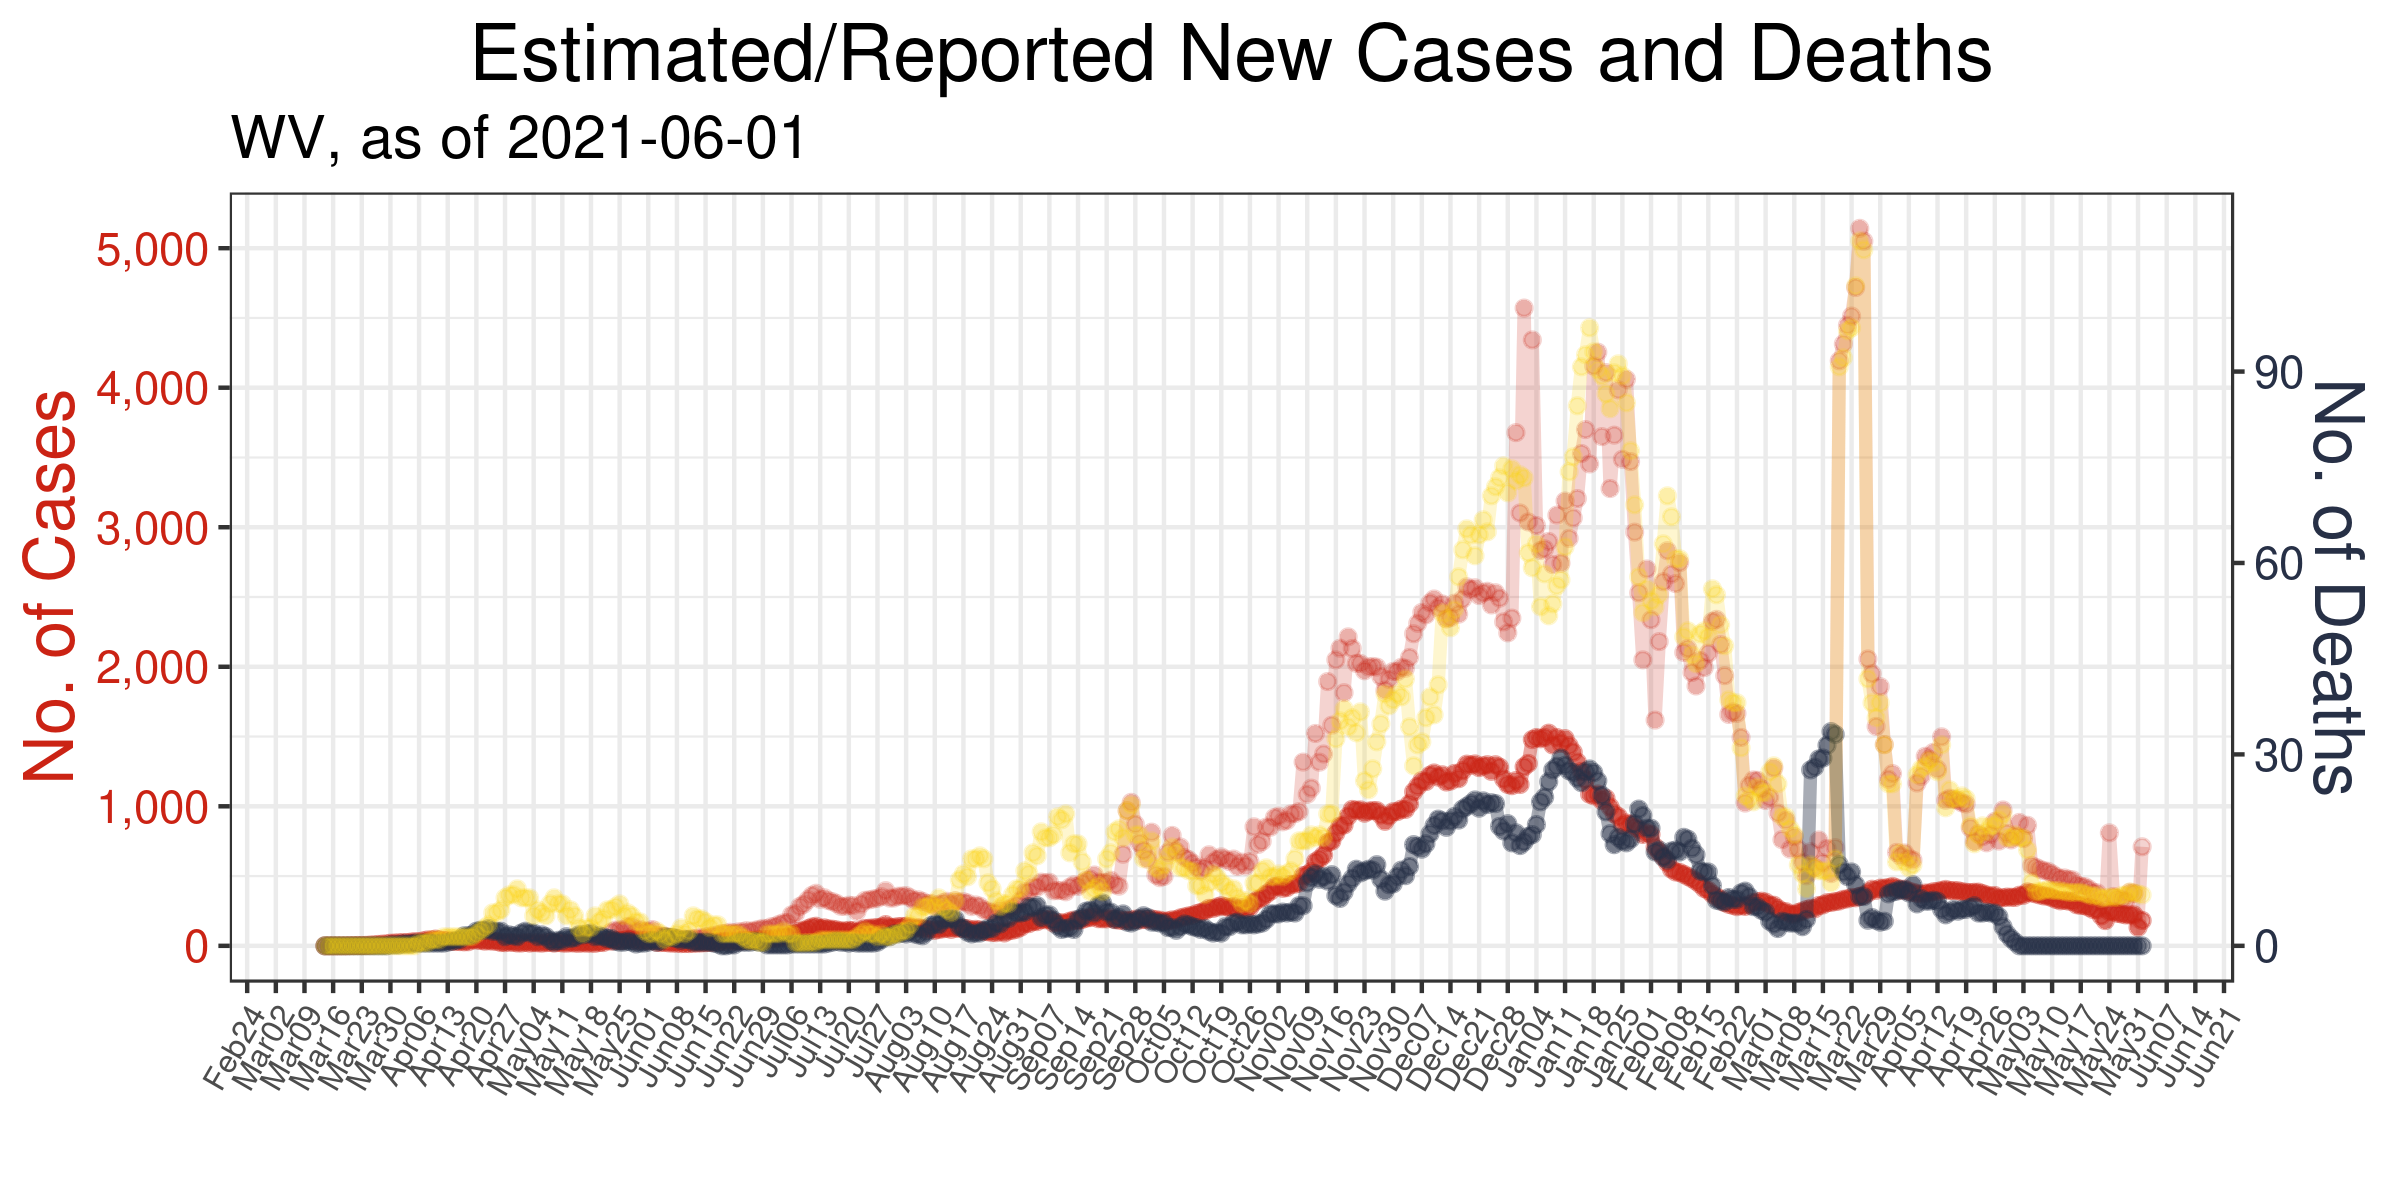 Estimated/Reported New Cases and Deaths
WV, as of 2021-06-01
No. of Cases
5,000
4,000
3,000
2,000
1,000
0
90
60
30
0
No. of Deaths
Feb24
Mar02
Mar09
Mar16
Mar23
Mar30
Apr06
Apr13
Apr20
Apr27
May04
May11
May18
May25
Jun01
Jun08
Jun15
Jun22
Jun29
Jul06
Jul13
Jul20
Jul27
Aug03
Aug10
Aug17
Aug24
Aug31
Sep07
Sep14
Sep21
Sep28
Oct05
Oct12
Oct19
Oct26
Nov02
Nov09
Nov16
Nov23
Nov30
Dec07
Dec14
Dec21
Dec28
Jan04
Jan11
Jan18
Jan25
Feb01
Feb08
Feb15
Feb22
Mar01
Mar08
Mar15
Mar22
Mar29
Apr05
Apr12
Apr19
Apr26
May03
May10
May17
May24
May31
Jun07
Jun14
Jun21